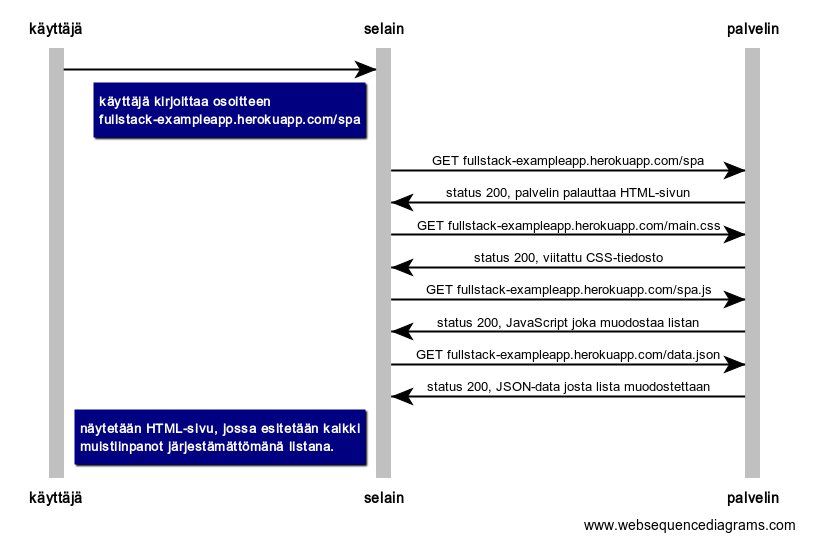 käyttäjä
selain
palvelin
käyttäjä kirjoittaa osoitteen
fullstack-exampleapp.herokuapp.com/spa
GET fullstack-exampleapp.herokuapp.com/spa
status 200, palvelin palauttaa HTML-sivun
GET fullstack-exampleapp.herokuapp.com/main.css
status 200, viitattu CSS-tiedosto
GET fullstack-exampleapp.herokuapp.com/spa.js
status 200, JavaScript joka muodostaa listan
GET fullstack-exampleapp.herokuapp.com/data.json
status 200, JSON-data josta lista muodostettaan
näytetään HTML-sivu, jossa esitetään kaikki
muistiinpanot järjestämättömänä listana.
käyttäjä
selain
palvelin
www.websequencediagrams.com